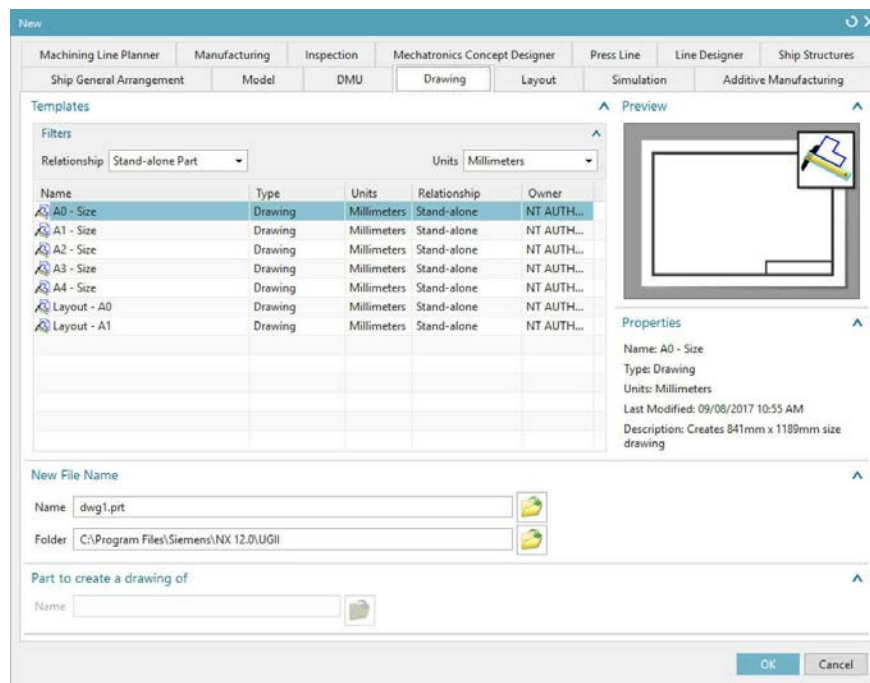 New
Machining Line Planner Manufacturing Inspection Mechatronics Concept Designer Press Line Line Designer Ship Structures
Ship General Arrangement Model DMU Drawing Layout Simulation Additive Manufacturing
Templates
Filters
Relationship Stand-alone Part Units Millimeters
Name Type Units Relationship Owner
A0 - Size Drawing Millimeters Stand-alone NT AUTH...
A1 - Size Drawing Millimeters Stand-alone NT AUTH...
A2 - Size Drawing Millimeters Stand-alone NT AUTH...
A3 - Size Drawing Millimeters Stand-alone NT AUTH...
A4 - Size Drawing Millimeters Stand-alone NT AUTH...
Layout - A0 Drawing Millimeters Stand-alone NT AUTH...
Layout - A1 Drawing Millimeters Stand-alone NT AUTH...
Preview
Properties
Name: A0 - Size
Type: Drawing
Units: Millimeters
Last Modified: 09/08/2017 10:55 AM
Description: Creates 841mm x 1189mm size
drawing
New File Name
Name dwg1.prt
Folder C:\Program Files\Siemens\NX 12.0\UGII
Part to create a drawing of
Name
OK Cancel